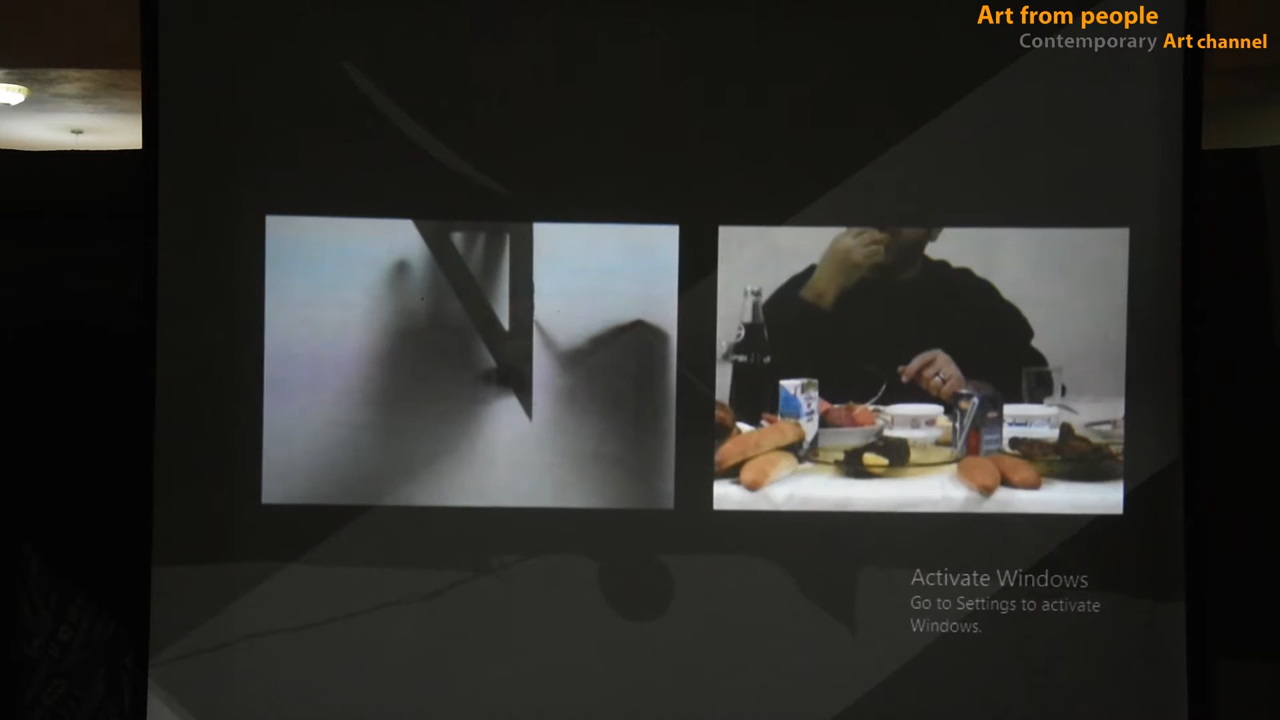 Art from people
Contemporary Art channel
Activate Windows
Go to Settings to activate
Windows.